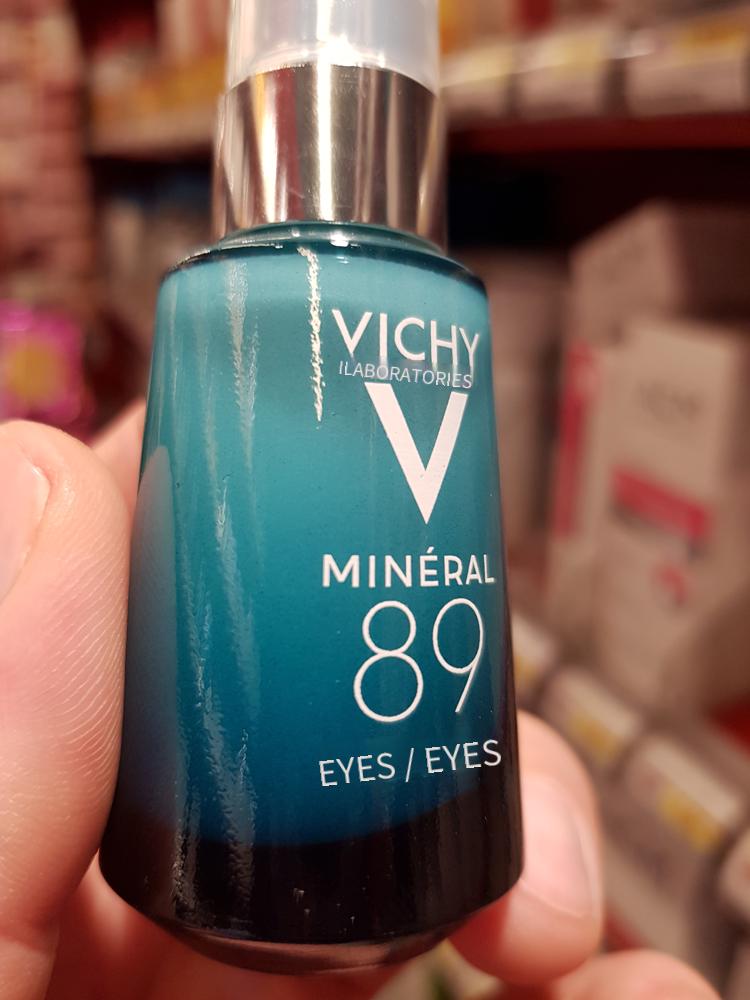 VICHY
ILABORATORIES
V
MINÉRAL
89
EYES / EYES